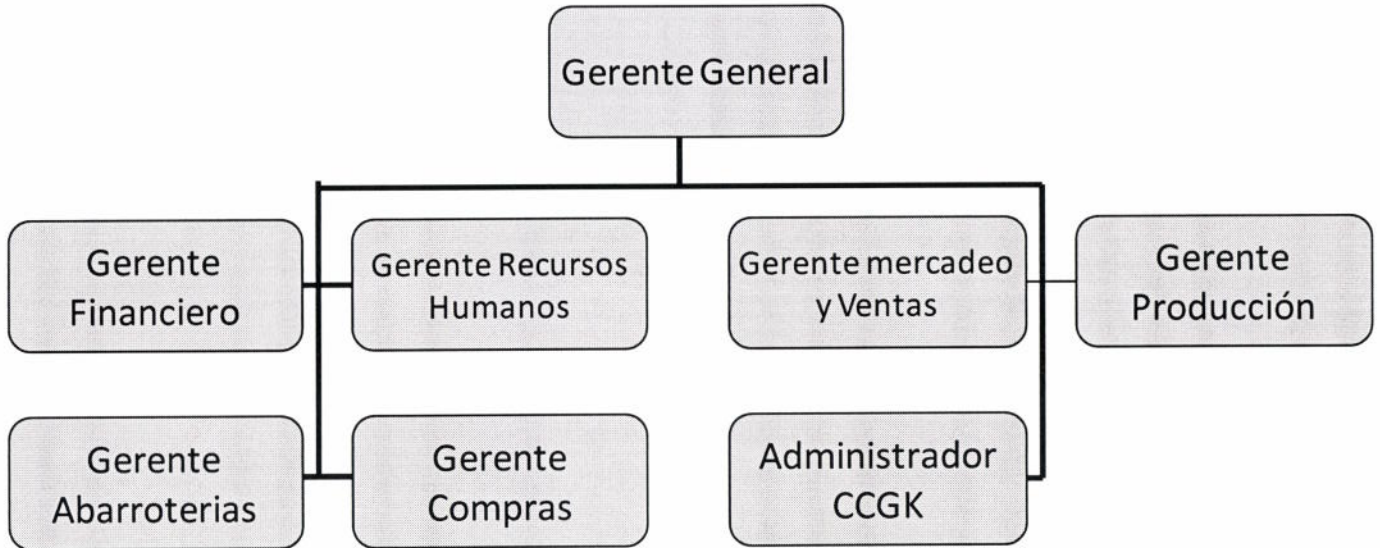 Gerente General
Gerente
Financiero
Gerente Recursos
Humanos
Gerente mercadeo
y Ventas
Gerente
Producción
Gerente
Abarroterias
Gerente
Compras
Administrador
CCGK